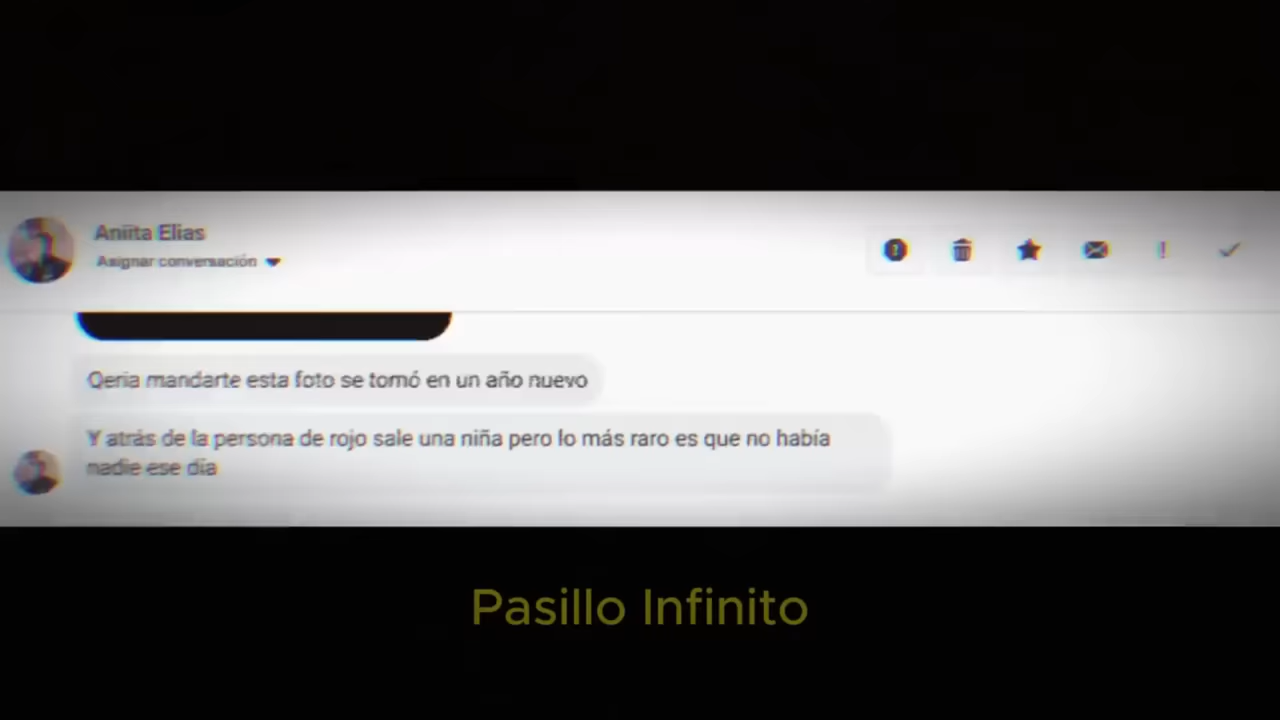 Aniita Elias
Asignar conversación
Qeria mandarte esta foto se tomó en un año nuevo
Y atrás de la persona de rojo sale una niña pero lo más raro es que no había
nadie ese dia
Pasillo Infinito